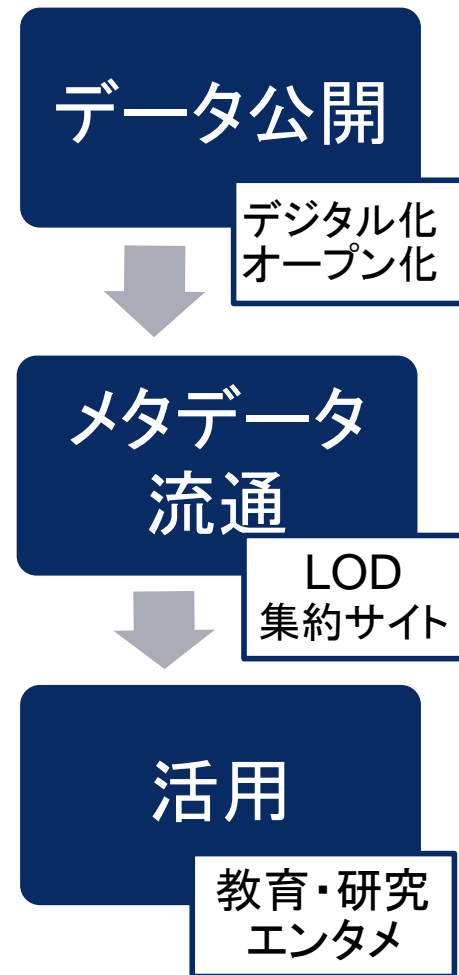 データ公開
デジタル化
オープン化
メタデータ
流通
LOD
集約サイト
活用
教育・研究
エンタメ